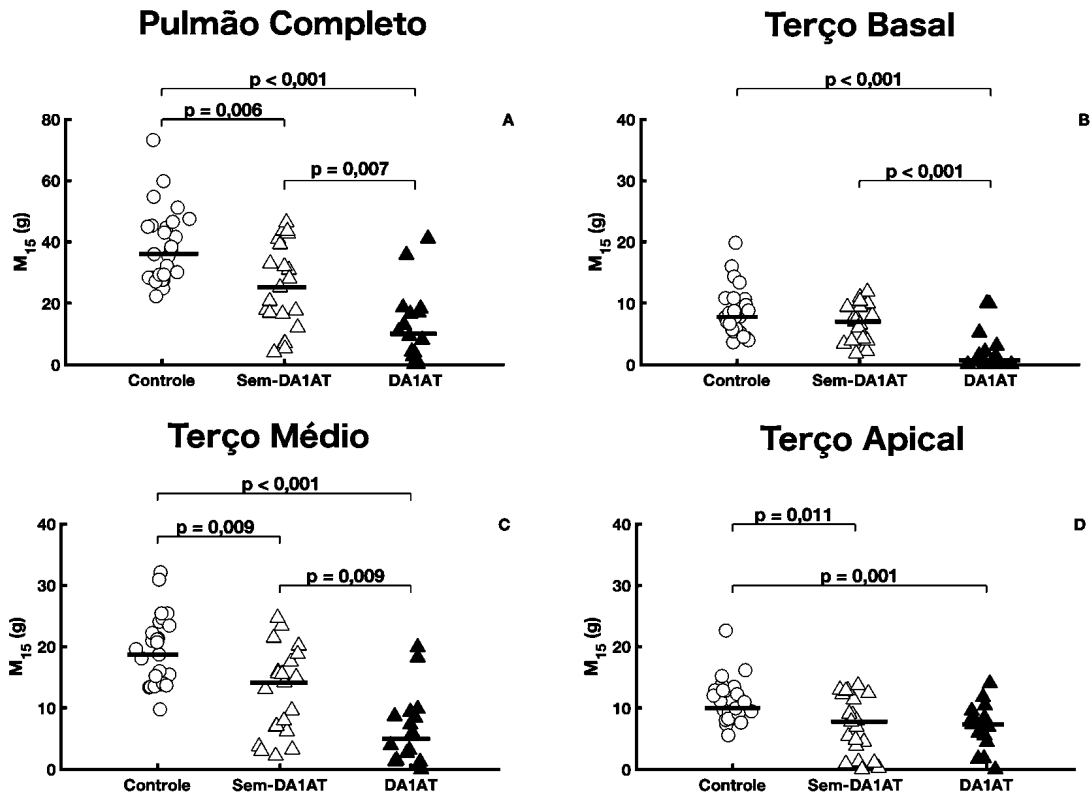 Pulmão Completo
p < 0,001
p = 0,006
p = 0,007
A
M15 (g)
80
60
40
20
0
Controle Sem-DA1AT DA1AT
Terço Basal
p < 0,001
p < 0,001
B
M15 (g)
40
30
20
10
0
Controle Sem-DA1AT DA1AT
Terço Médio
p < 0,001
p = 0,009
p = 0,009
C
M15 (g)
40
30
20
10
0
Controle Sem-DA1AT DA1AT
Terço Apical
p = 0,011
p = 0,001
D
M15 (g)
40
30
20
10
0
Controle Sem-DA1AT DA1AT